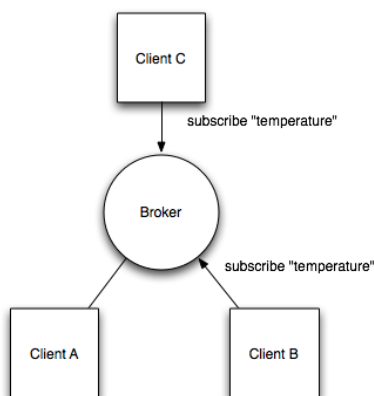 Client C
subscribe "temperature"
Broker
subscribe "temperature"
Client A
Client B